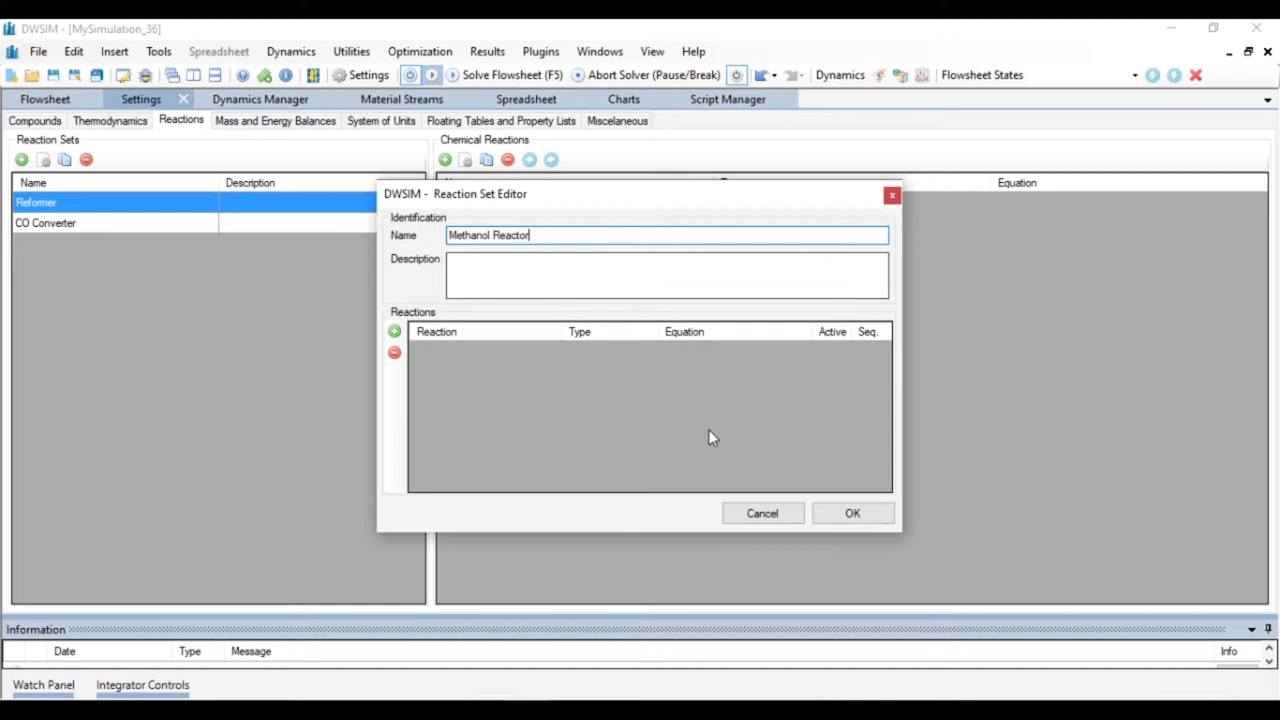 DWSIM - [MySimulation_36]
File Edit Insert Tools Spreadsheet Dynamics Utilities Optimization Results Plugins Windows View Help
Settings Solve Flowsheet (F5) Abort Solver (Pause/Break) Dynamics Flowsheet States
Flowsheet Settings Dynamics Manager Material Streams Spreadsheet Charts Script Manager
Compounds Thermodynamics Reactions Mass and Energy Balances System of Units Floating Tables and Property Lists Miscellaneous
Reaction Sets Chemical Reactions
Name Description Equation
Reformer
CO Converter
DWSIM - Reaction Set Editor
Identification
Name Methanol Reactor
Description
Reactions
Reaction Type Equation Active Seq.
Cancel OK
Information
Date Type Message Info
Watch Panel Integrator Controls